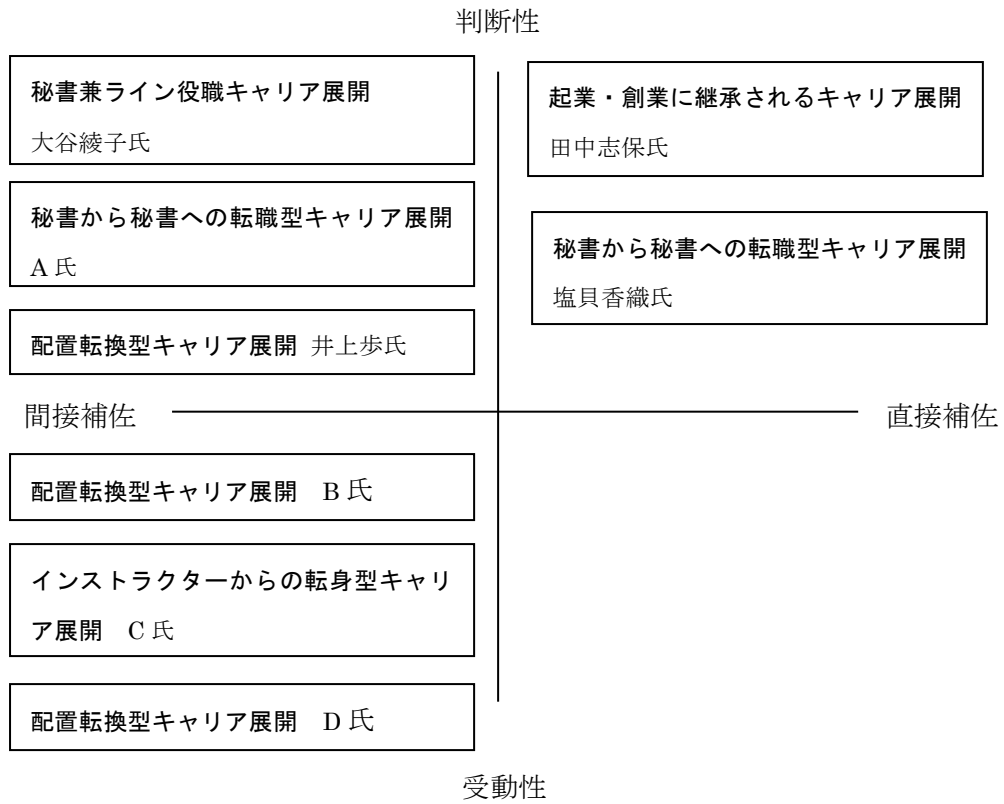 判断性
秘書兼ライン役職キャリア展開
大谷綾子氏
起業・創業に継承されるキャリア展開
田中志保氏
秘書から秘書への転職型キャリア展開
A 氏
秘書から秘書への転職型キャリア展開
塩貝香織氏
配置転換型キャリア展開 井上歩氏
間接補佐
直接補佐
配置転換型キャリア展開　B 氏
インストラクターからの転身型キャリ
ア展開　C 氏
配置転換型キャリア展開　D 氏
受動性